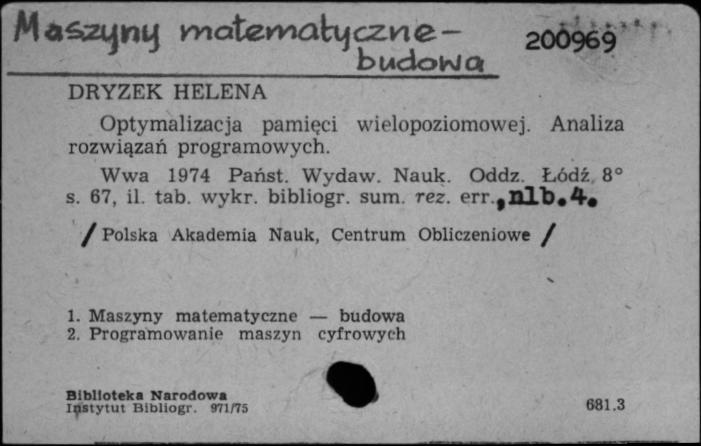 Maszyny matematyczne-
budowa
200969
DRYZEK HELENA
Optymalizacja pamięci wielopoziomowej. Analiza
rozwiązań programowych.
Wwa 1974 Państ. Wydaw. Nauk. Oddz. Łódź 8°
s. 67, il. tab. wykr. bibliogr. sum. rez. err., nlb.4.
/ Polska Akademia Nauk, Centrum Obliczeniowe /
1. Maszyny matematyczne — budowa
2. Programowanie maszyn cyfrowych
Biblioteka Narodowa
Instytut Bibliogr. 971/75
681.3